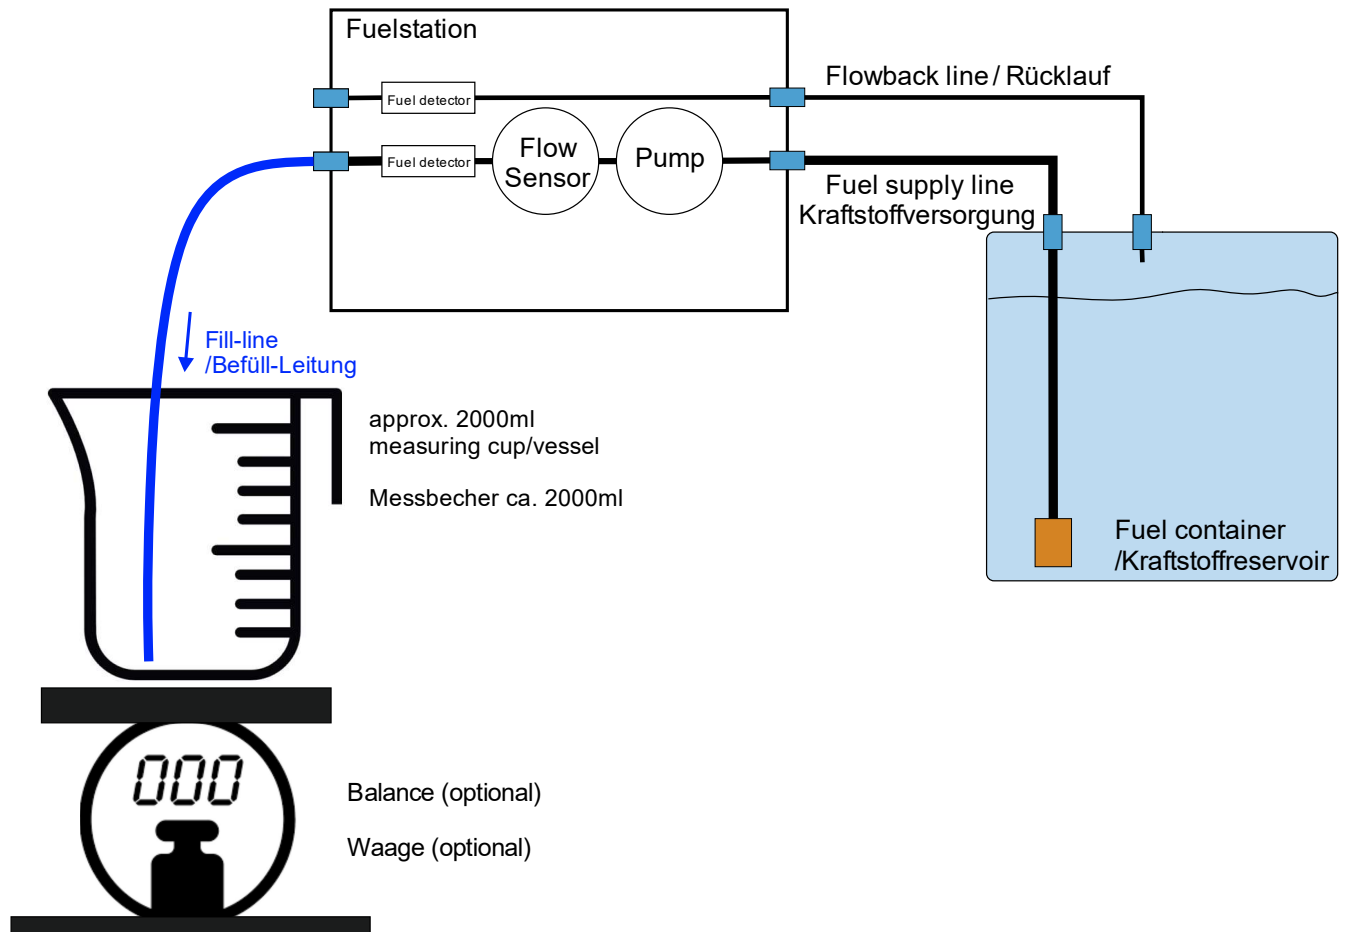 Fuelstation
Flowback line / Rücklauf
Fuel detector
Fuel detector
Flow
Sensor
Pump
Fuel supply line
Kraftstoffversorgung
Fill-line
/Befüll-Leitung
approx. 2000ml
measuring cup/vessel
Messbecher ca. 2000ml
Fuel container
/Kraftstoffreservoir
000
Balance (optional)
Waage (optional)